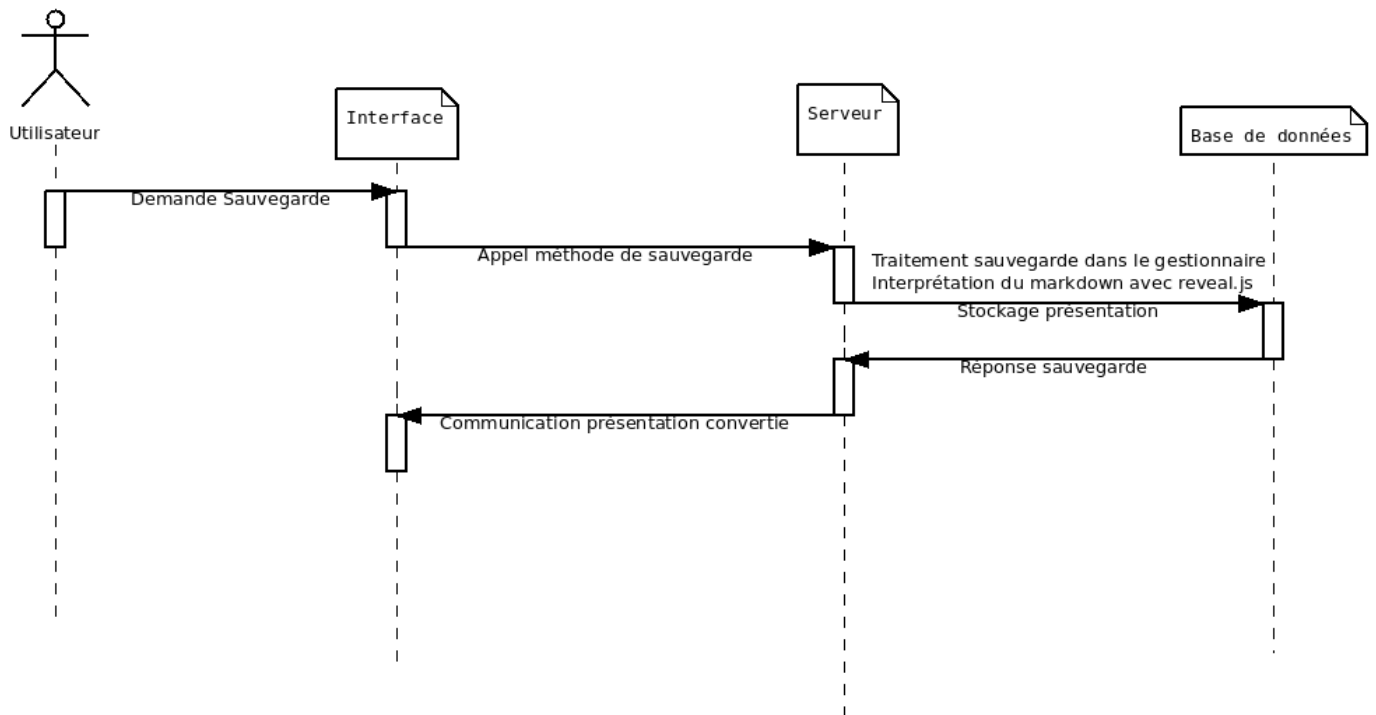 Utilisateur
Interface
Serveur
Base de données
Demande Sauvegarde
Appel méthode de sauvegarde
Traitement sauvegarde dans le gestionnaire
Interprétation du markdown avec reveal.js
Stockage présentation
Réponse sauvegarde
Communication présentation convertie